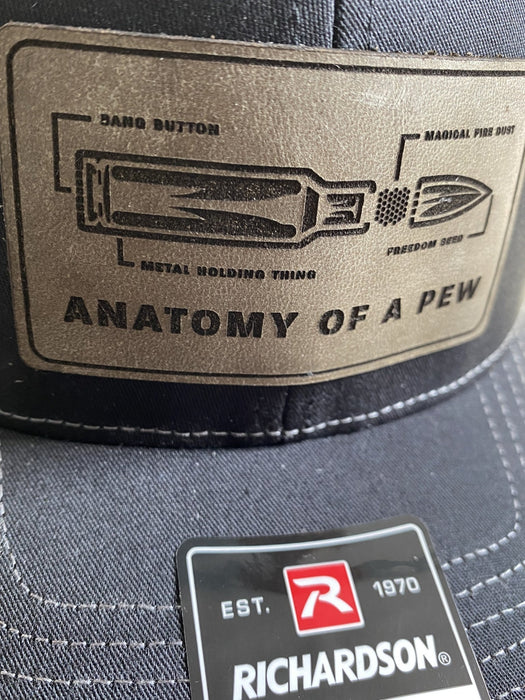 BANG BUTTON
MAGICAL FIRE DUST
FREEDOM SEED
METAL HOLDING THING
ANATOMY OF A PEW
EST. R 1970
RICHARDSON®